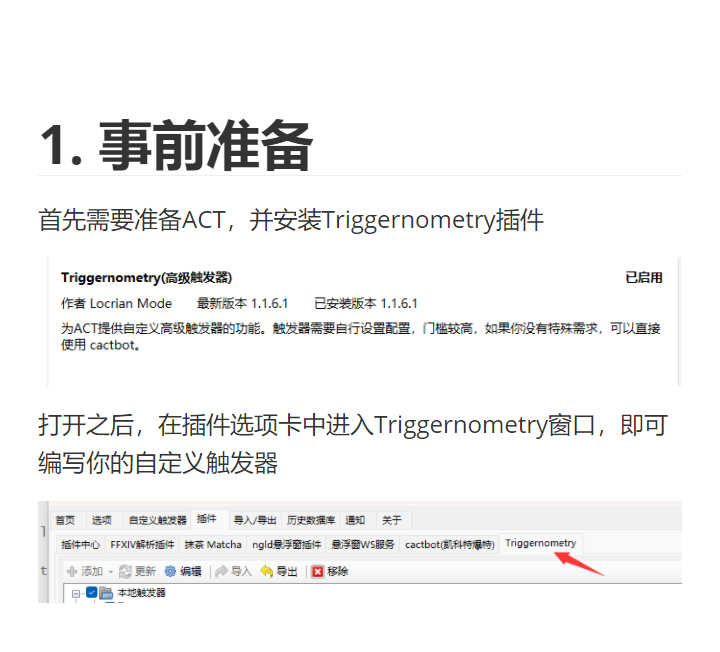 1. 事前准备
首先需要准备ACT，并安装Triggernometry插件
Triggernometry(高级触发器) 已启用
作者 Locrian Mode 最新版本 1.1.6.1 已安装版本 1.1.6.1
为ACT提供自定义高级触发器的功能。触发器需要自行设置配置，门槛较高，如果你没有特殊需求，可以直接
使用 cactbot。
打开之后，在插件选项卡中进入Triggernometry窗口，即可
编写你的自定义触发器
首页 选项 自定义触发器 插件 导入/导出 历史数据库 通知 关于
插件中心 FFXIV解析插件 抹茶 Matcha ngld悬浮窗插件 悬浮窗WS服务 cactbot(凯科特爆特) Triggernometry
添加 更新 编辑 导入 导出 移除
本地触发器